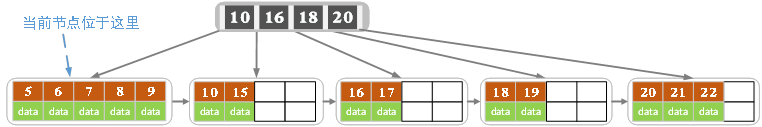 10 16 18 20
当前节点位于这里
5 6 7 8 9 10 15 16 17 18 19 20 21 22
data data data data data data data data data data data data data data